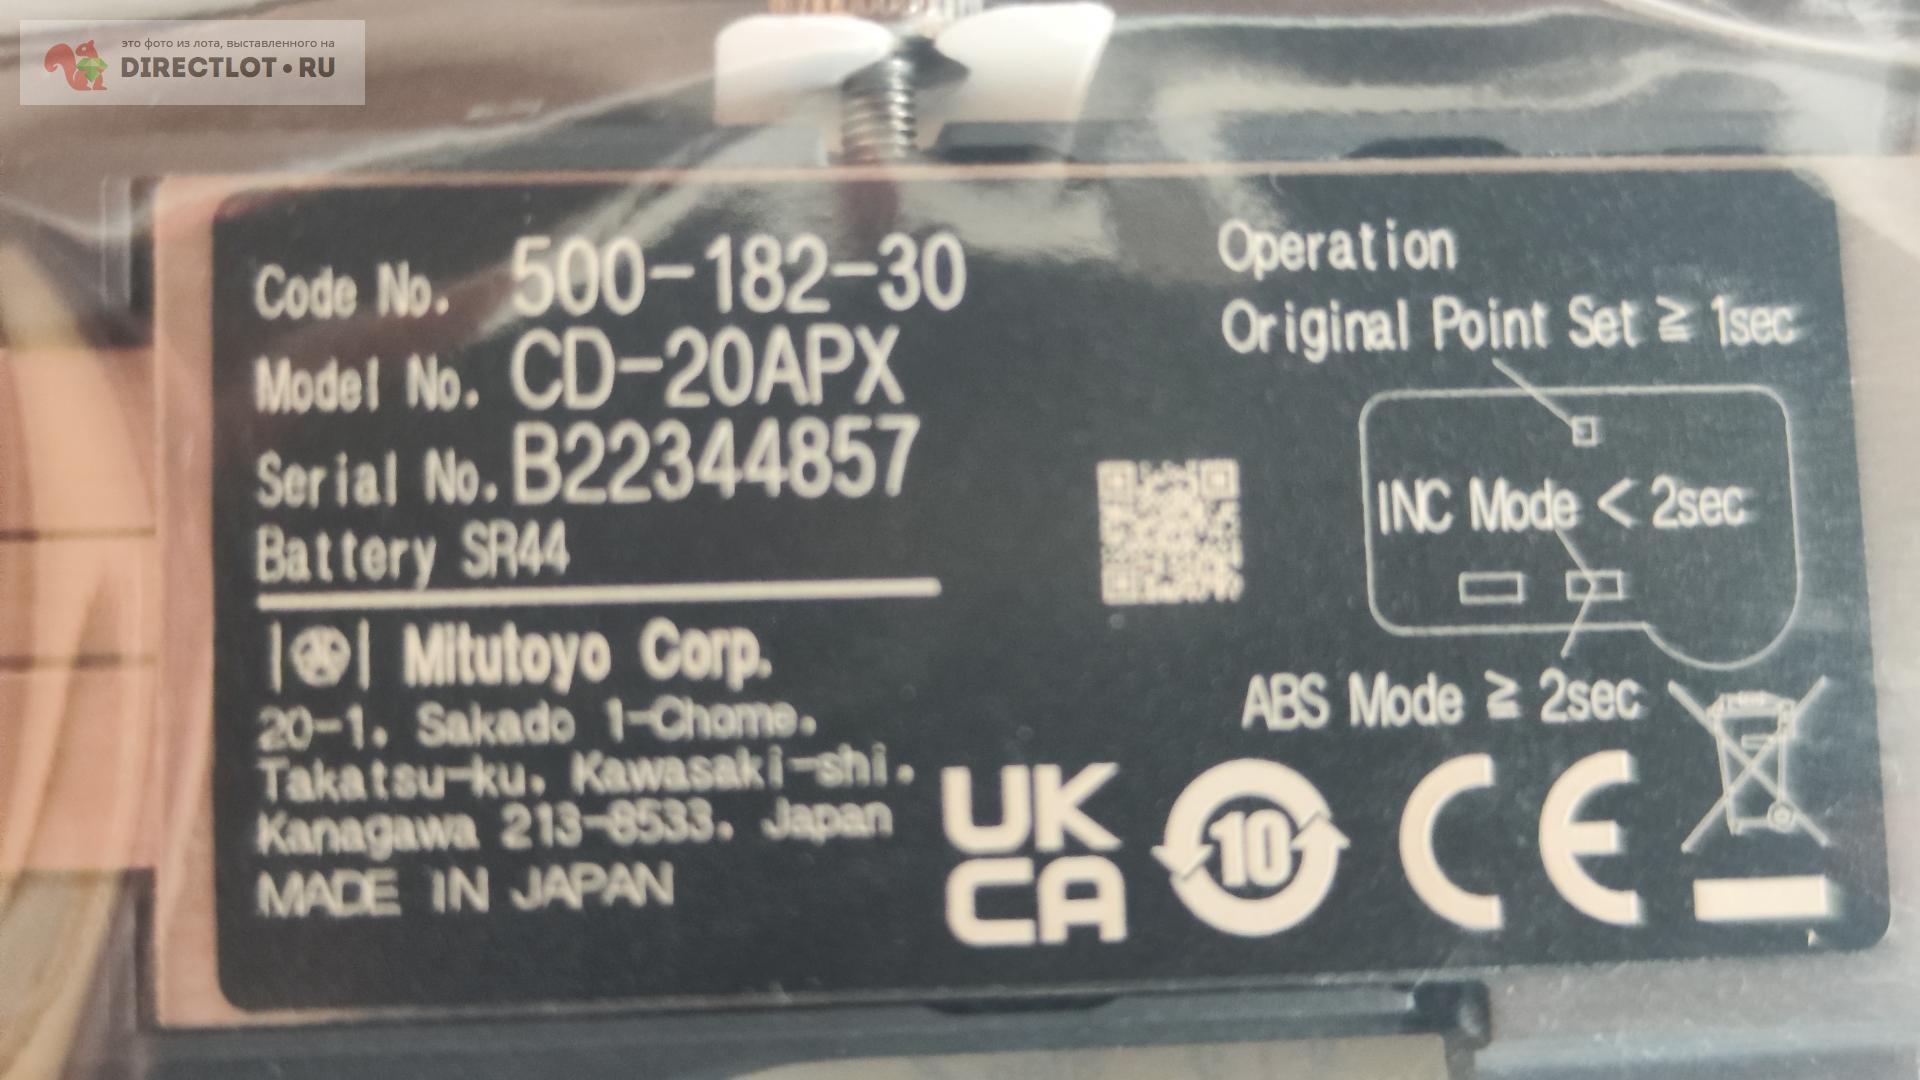 это фото из лота, выставленного на
DIRECTLOT•RU
Code No. 500-182-30
Model No. CD-20APX
Serial No. B22344857
Battery SR44
Mitutoyo Corp.
20-1, Sakado 1-Chome,
Takatsu-ku, Kawasaki-shi,
Kanagawa 213-8533, Japan
MADE IN JAPAN
Operation
Original Point Set ≧ 1sec
INC Mode < 2sec
ABS Mode ≧ 2sec
UK
CA
10
CE